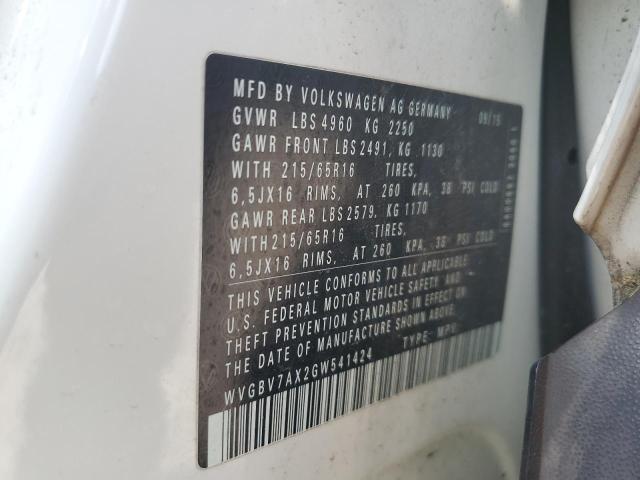 MFD BY VOLKSWAGEN AG GERMANY 09/15
GVWR LBS 4960 KG 2250
GAWR FRONT LBS 2491, KG 1130
WITH 215/65R16 TIRES,
6,5JX16 RIMS, AT 260 KPA, 38 PSI COLD
GAWR REAR LBS 2579, KG 1170
WITH 215/65R16 TIRES,
6,5JX16 RIMS, AT 260 KPA, 38 PSI COLD
THIS VEHICLE CONFORMS TO ALL APPLICABLE
U.S. FEDERAL MOTOR VEHICLE SAFETY AND
THEFT PREVENTION STANDARDS IN EFFECT ON
THE DATE OF MANUFACTURE SHOWN ABOVE.
WVGBV7AX2GW541424 TYPE: MPV